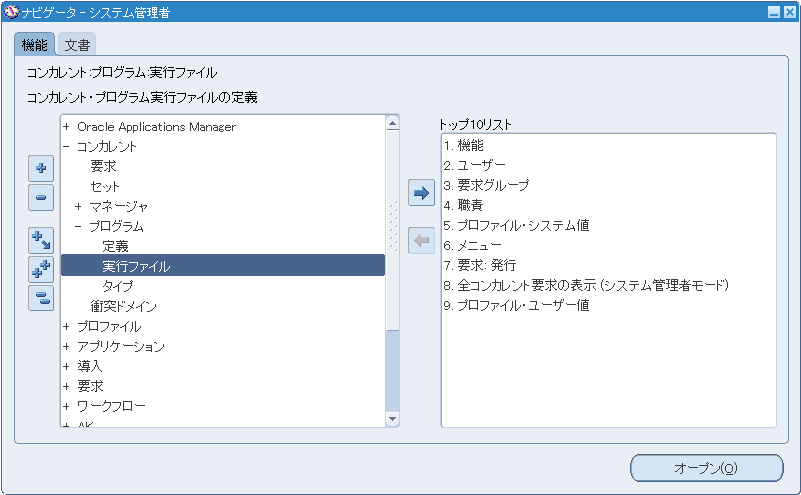 ナビゲータ - システム管理者
機能 文書
コンカレント:プログラム:実行ファイル
コンカレント・プログラム実行ファイルの定義
+ Oracle Applications Manager
- コンカレント
要求
セット
+ マネージャ
- プログラム
定義
実行ファイル
タイプ
衝突ドメイン
+ プロファイル
+ アプリケーション
+ 導入
+ 要求
+ ワークフロー
+ AK
トップ10リスト
1. 機能
2. ユーザー
3. 要求グループ
4. 職責
5. プロファイル・システム値
6. メニュー
7. 要求: 発行
8. 全コンカレント要求の表示 (システム管理者モード)
9. プロファイル・ユーザー値
オープン(O)